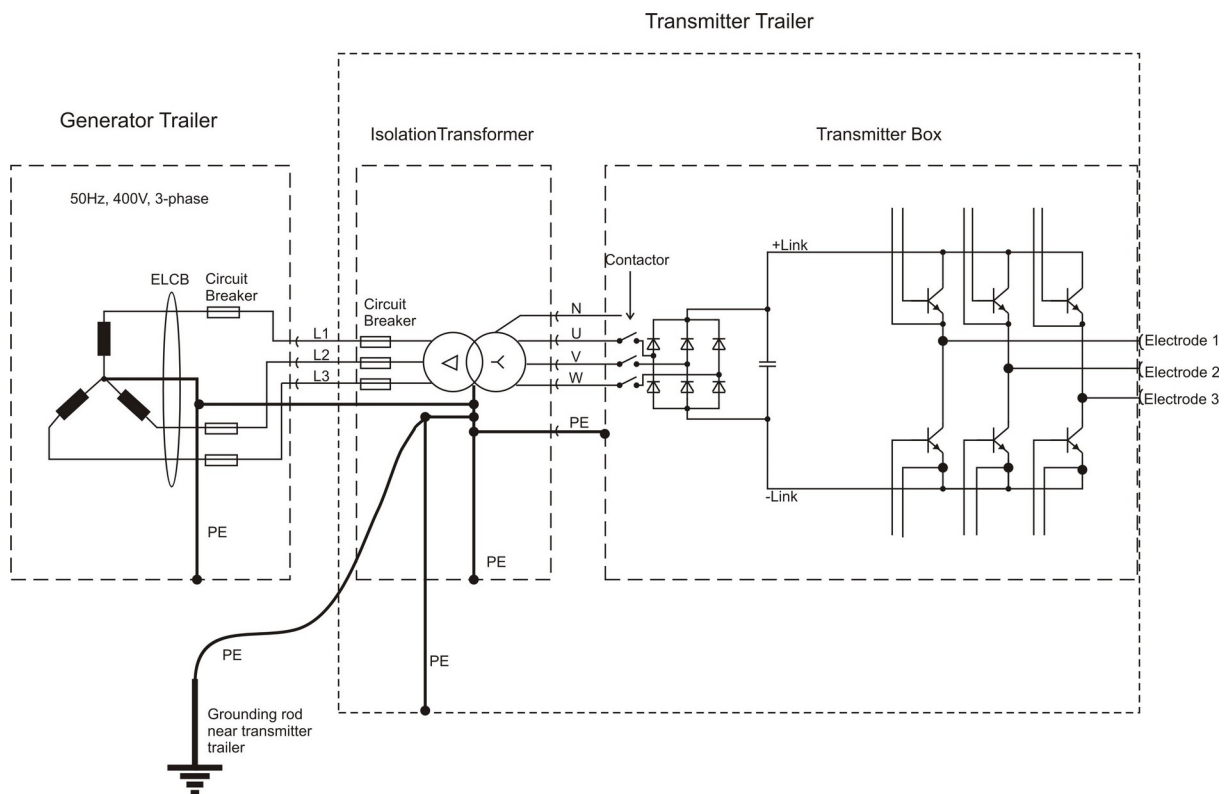 Transmitter Trailer
Generator Trailer
IsolationTransformer
Transmitter Box
50Hz, 400V, 3-phase
ELCB
Circuit
Breaker
Circuit
Breaker
Contactor
+Link
N
L1
U
L2
V
L3
W
PE
Electrode 1
Electrode 2
Electrode 3
-Link
PE
PE
PE
PE
Grounding rod
near transmitter
trailer